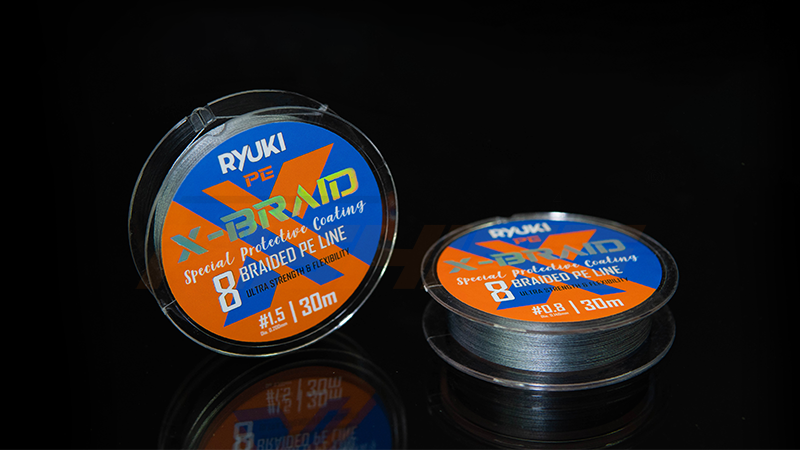 RYUKI
PE
X-BRAID
Special Protective Coating
8 BRAIDED PE LINE
ULTRA STRENGTH & FLEXIBILITY
#1.5 | 30m
RYUKI
PE
X-BRAID
Special Protective Coating
8 BRAIDED PE LINE
ULTRA STRENGTH & FLEXIBILITY
#0.8 | 30m